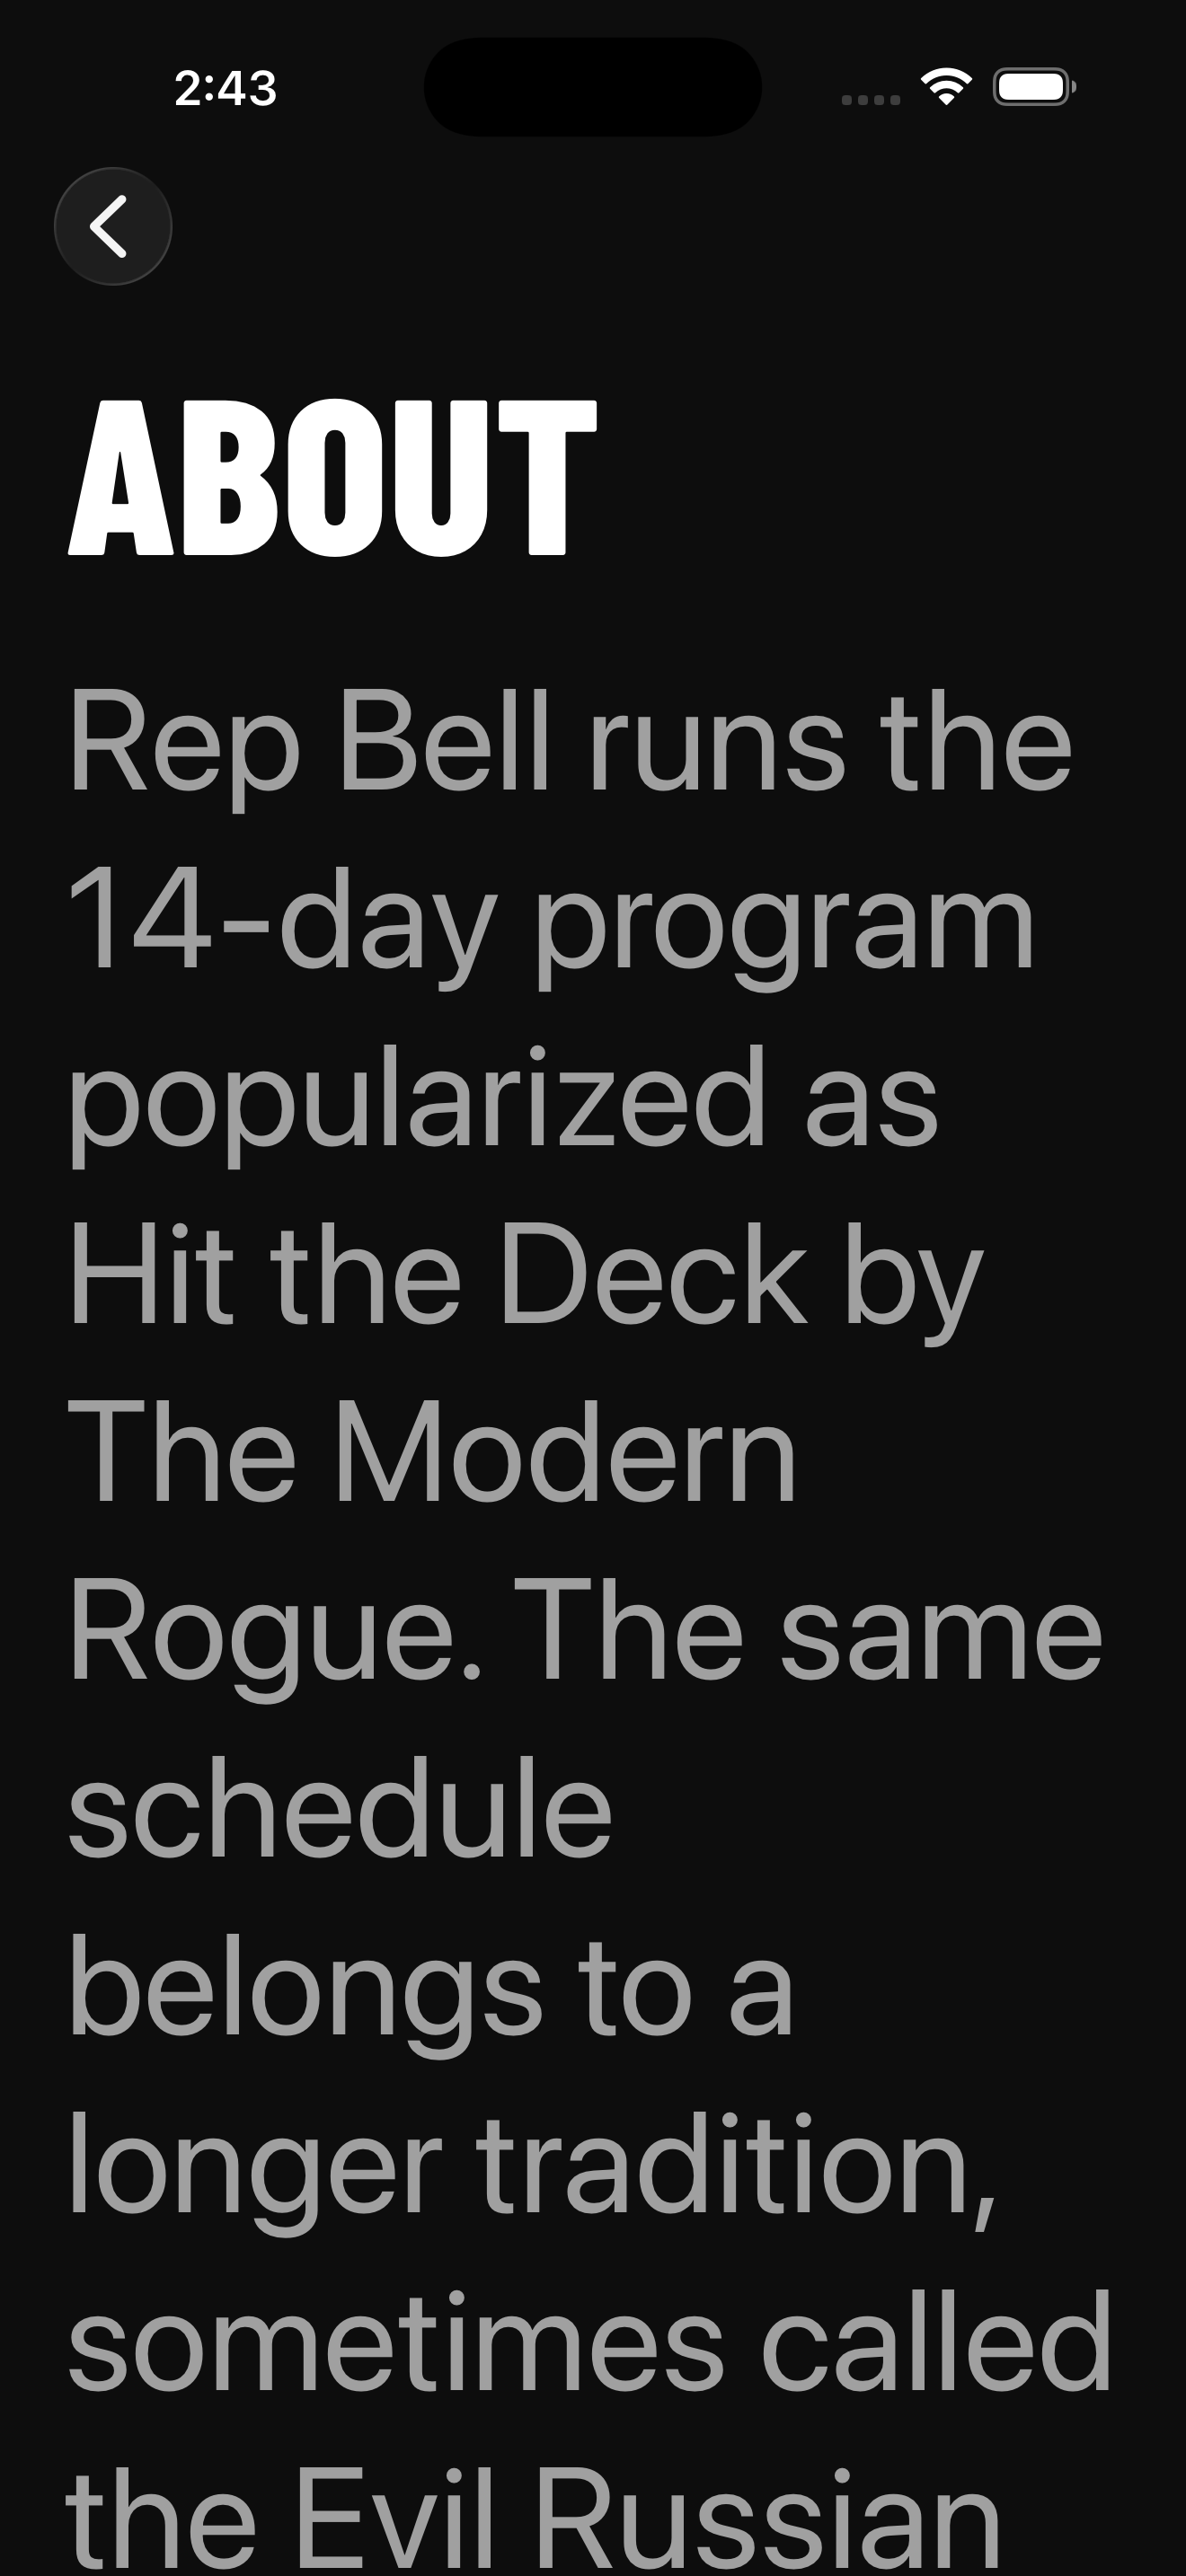 2:43
ABOUT
Rep Bell runs the
14-day program
popularized as
Hit the Deck by
The Modern
Rogue. The same
schedule
belongs to a
longer tradition,
sometimes called
the Evil Russian